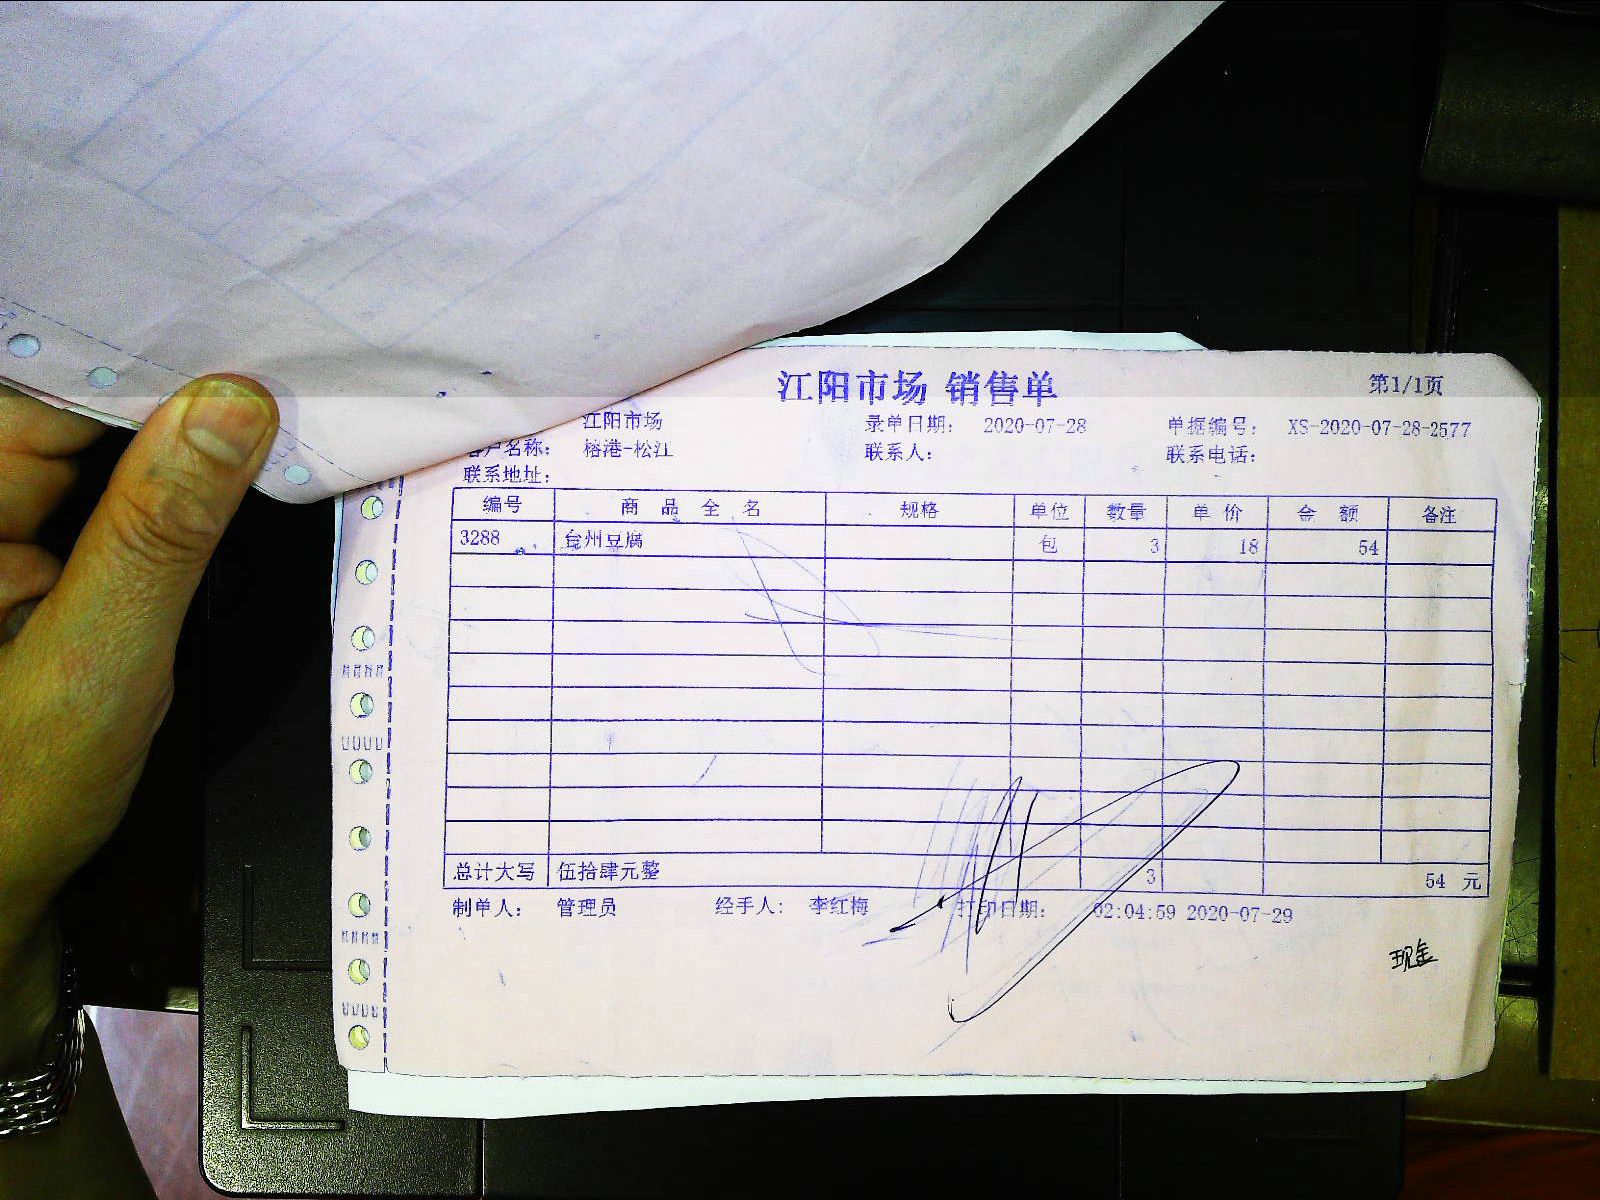 江阳市场 销售单
第1/1页
江阳市场 录单日期: 2020-07-28 单据编号: XS-2020-07-28-2577
客户名称: 榕港-松江 联系人: 联系电话:
联系地址:
编号 商品全名 规格 单位 数量 单价 金额 备注
3288 台州豆腐 包 3 18 54
总计大写 伍拾肆元整 3 54 元
制单人: 管理员 经手人: 李红梅 打印日期: 02:04:59 2020-07-29
现金